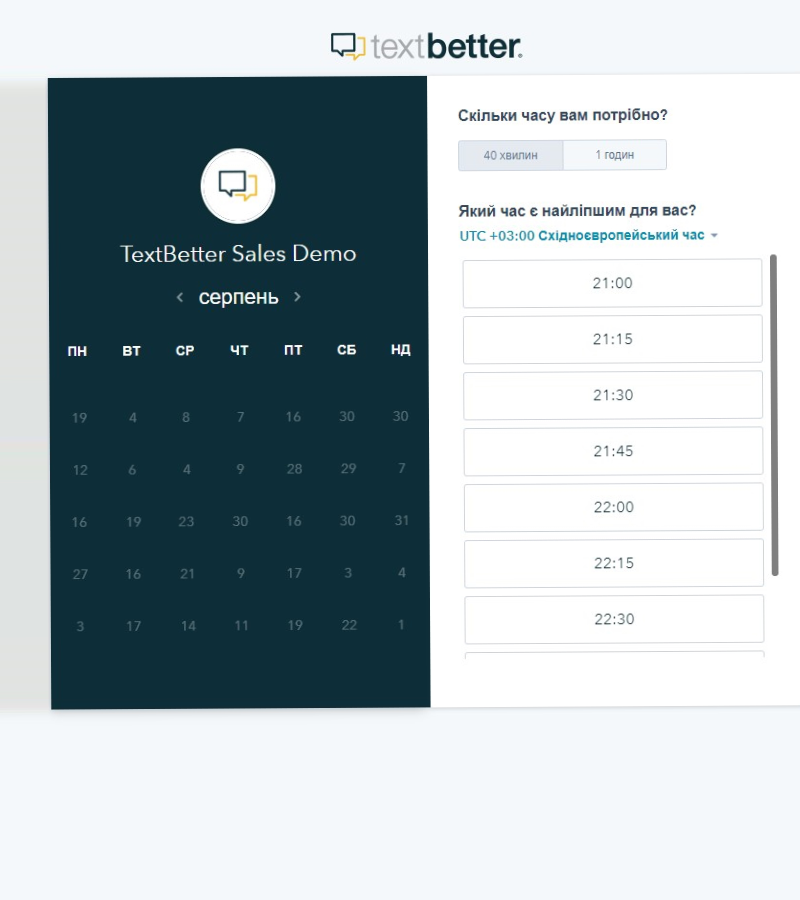 textbetter.
TextBetter Sales Demo
серпень
ПН ВТ СР ЧТ ПТ СБ НД
19 4 8 7 16 30 30
12 6 4 9 28 29 7
16 19 23 30 16 30 31
27 16 21 9 17 3 4
3 17 14 11 19 22 1
Скільки часу вам потрібно?
40 хвилин 1 годин
Який час є найліпшим для вас?
UTC +03:00 Східноєвропейський час
21:00
21:15
21:30
21:45
22:00
22:15
22:30